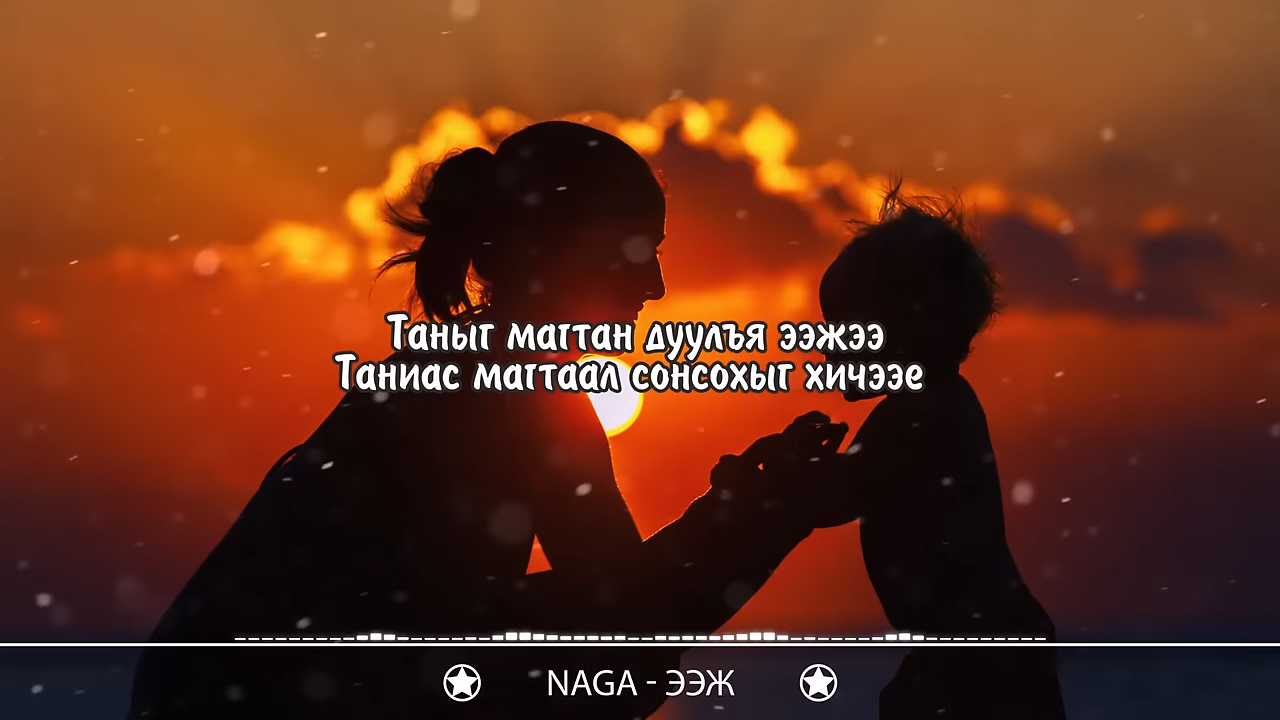 Таныг магтан дуулъя ээжээ
Таниас магтаал сонсохыг хичээе
NAGA - ЭЭЖ